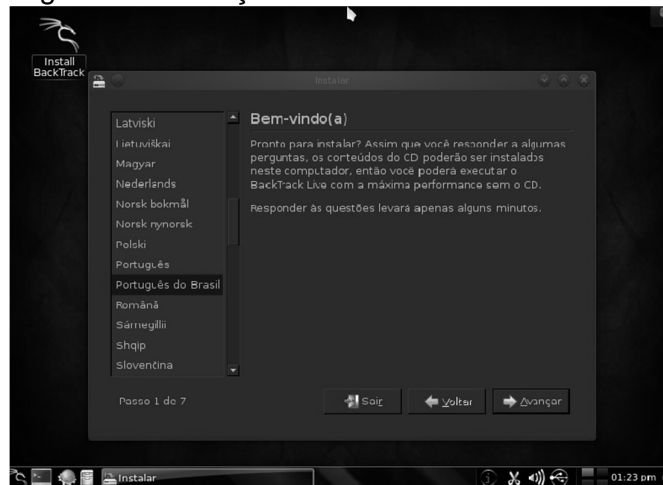 Install
BackTrack
Instalar
Latviski
Lietuviškai
Magyar
Nederlands
Norsk bokmål
Norsk nynorsk
Polski
Português
Português do Brasil
Română
Sámegillii
Shqip
Slovenčina
Bem-vindo(a)
Pronto para instalar? Assim que você responder a algumas
perguntas, os conteúdos do CD poderão ser instalados
neste computador, então você poderá executar o
BackTrack Live com a máxima performance sem o CD.
Responder às questões levará apenas alguns minutos.
Passo 1 de 7
Sair
Voltar
Avançar
Instalar
01:23 pm